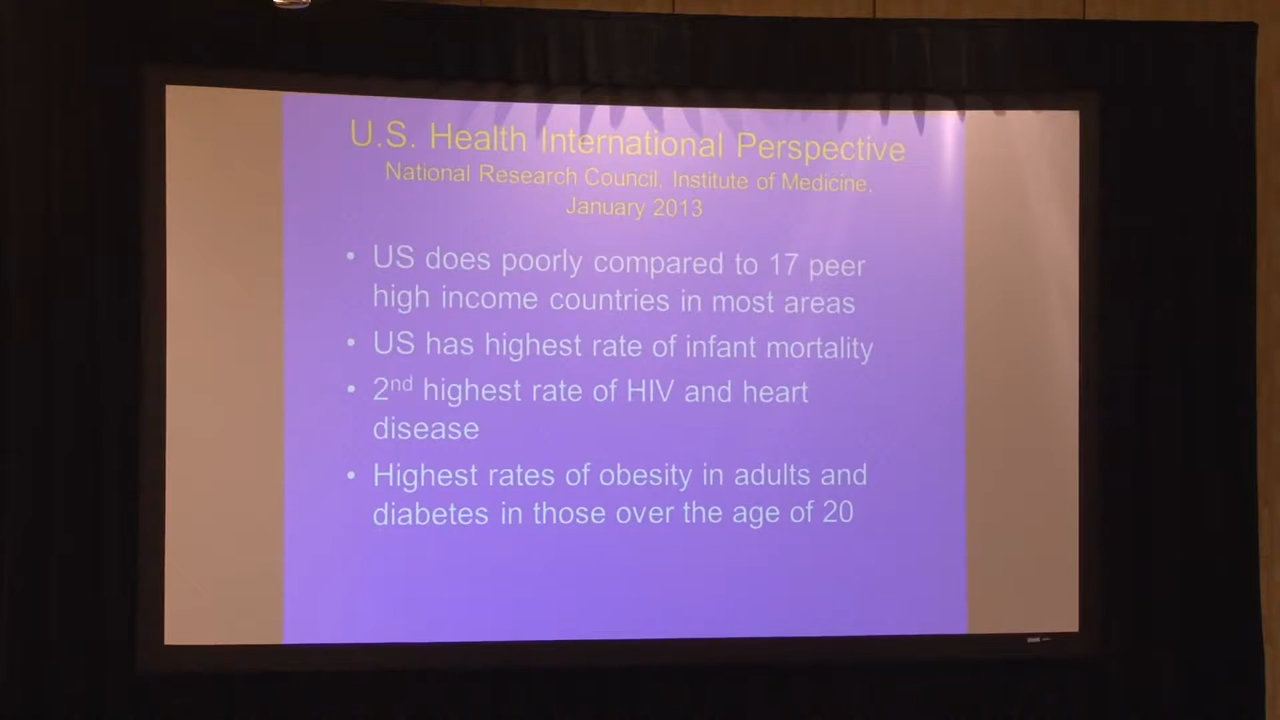 U.S. Health International Perspective
National Research Council, Institute of Medicine,
January 2013
• US does poorly compared to 17 peer
high income countries in most areas
• US has highest rate of infant mortality
• 2nd highest rate of HIV and heart
disease
• Highest rates of obesity in adults and
diabetes in those over the age of 20